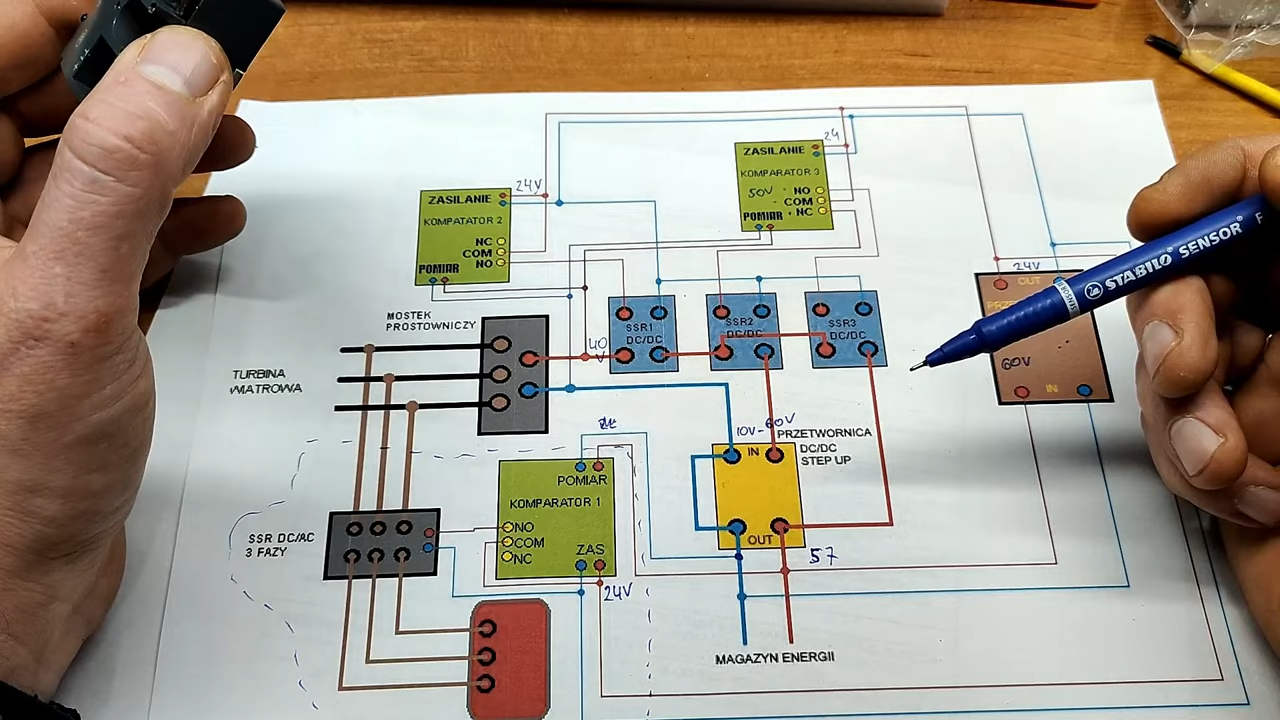 24
ZASILANIE
KOMPARATOR 3
50V
NO
COM
POMIAR
NC
24V
ZASILANIE
KOMPATATOR 2
NC
COM
NO
POMIAR
24V
OUT
60V
IN
STABILO SENSOR
F
MOSTEK
PROSTOWNICZY
SSR1
DC/DC
SSR2
DC/DC
SSR3
DC/DC
40
V
TURBINA
WIATROWA
10V-60V
IN
PRZETWORNICA
DC/DC
STEP UP
OUT
57
POMIAR
KOMPARATOR 1
NO
COM
NC
ZAS
24V
SSR DC/AC
3 FAZY
MAGAZYN ENERGII